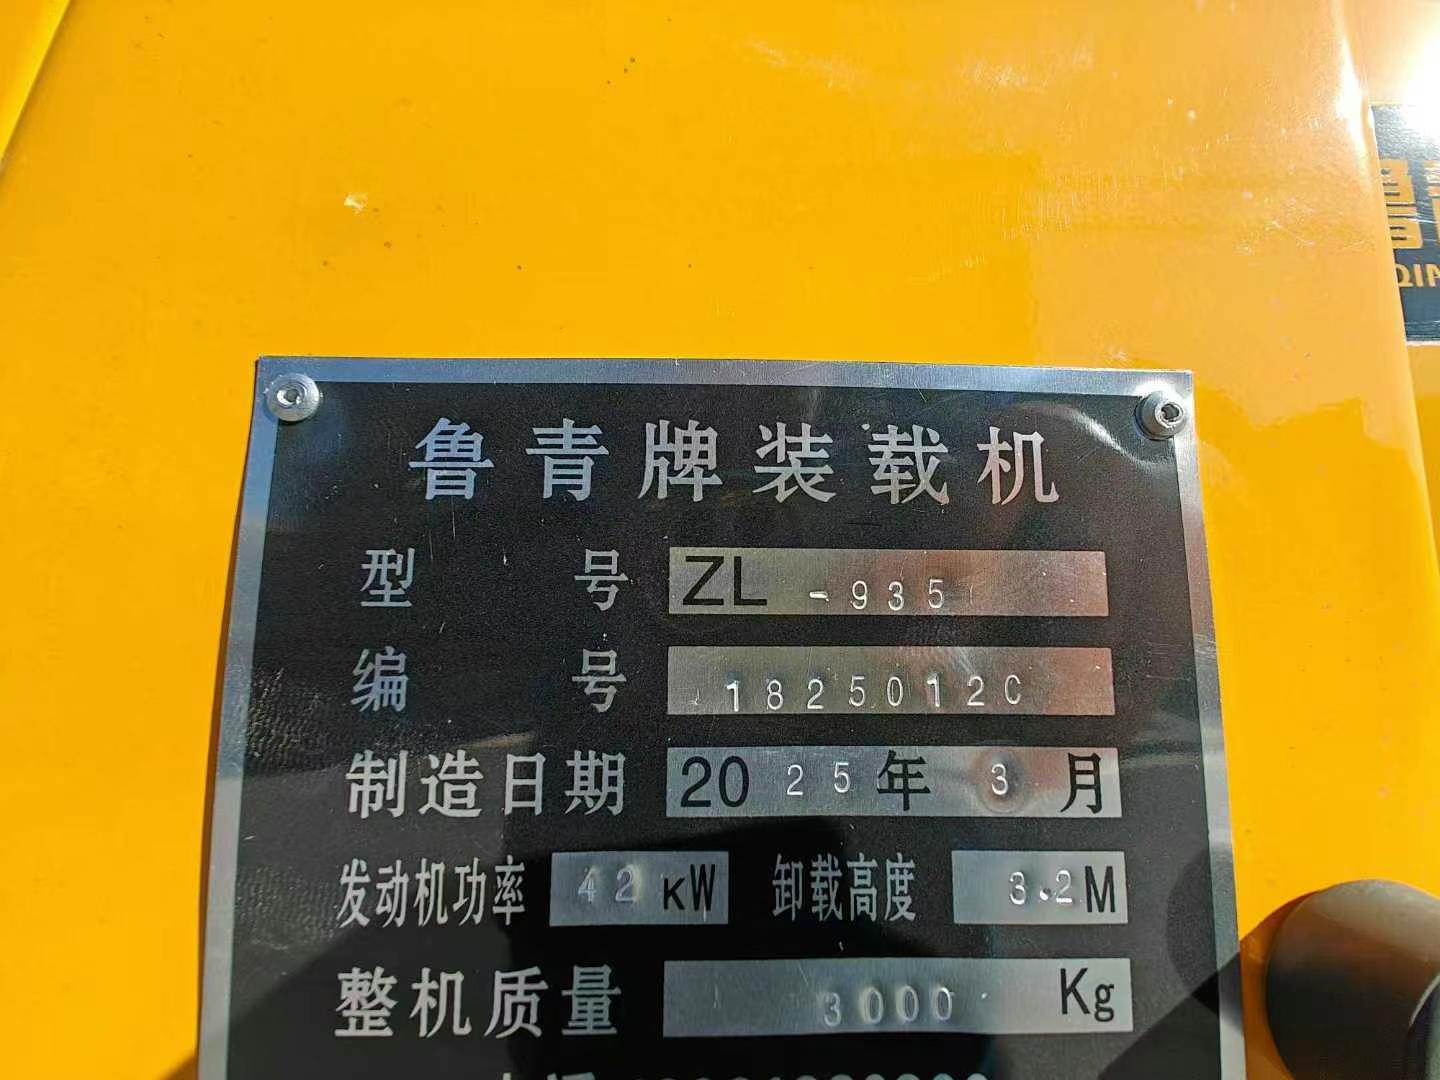 鲁
QIN
鲁青牌装载机
型 号 ZL -935
编 号 1825012C
制造日期 2025年 3 月
发动机功率 42 KW 卸载高度 3.2M
整机质量 3000 Kg